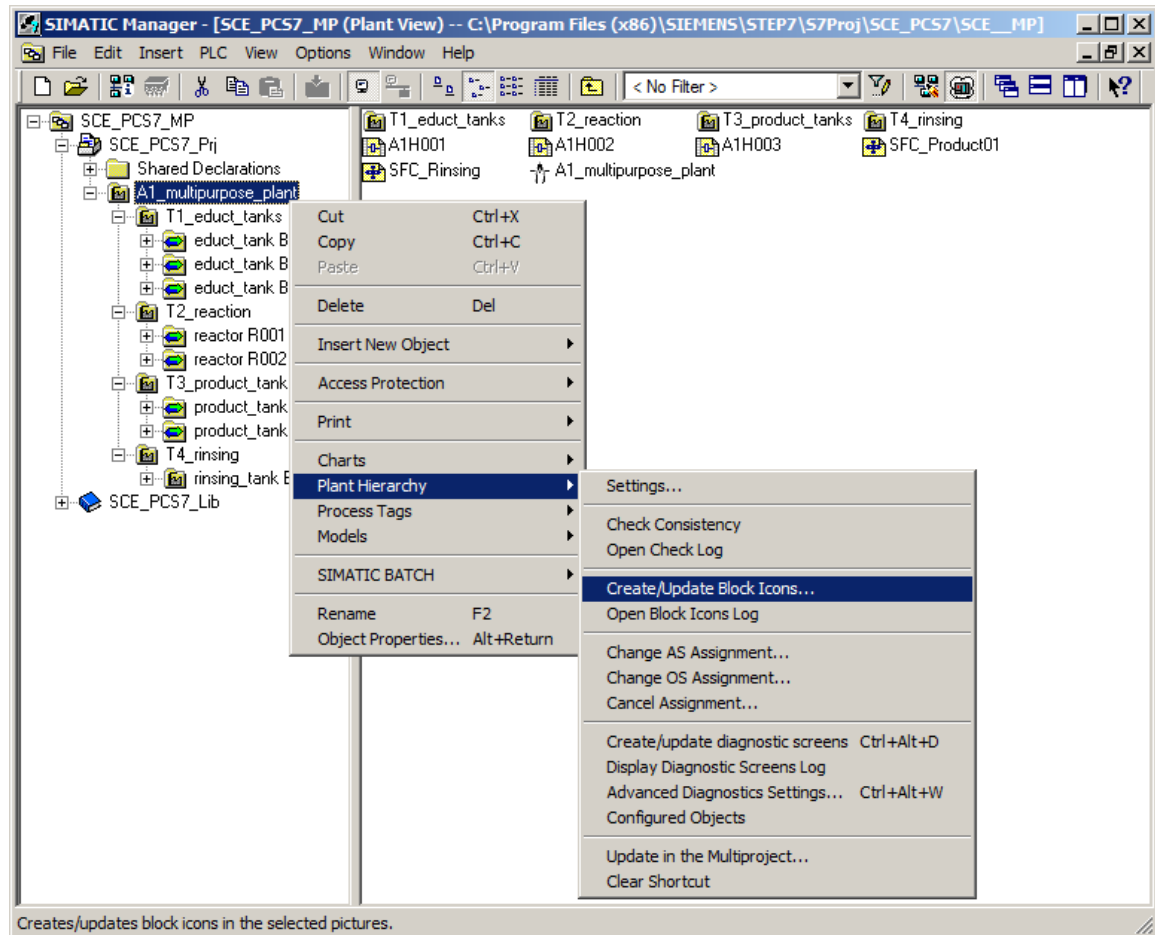 SIMATIC Manager - [SCE_PCS7_MP (Plant View) -- C:\Program Files (x86)\SIEMENS\STEP7\S7Proj\SCE_PCS7\SCE__MP]
File Edit Insert PLC View Options Window Help
< No Filter >
SCE_PCS7_MP
SCE_PCS7_Prj
Shared Declarations
A1_multipurpose_plant
T1_educt_tanks
educt_tank B
educt_tank B
educt_tank B
T2_reaction
reactor R001
reactor R002
T3_product_tank
product_tank
product_tank
T4_rinsing
rinsing_tank B
SCE_PCS7_Lib
T1_educt_tanks T2_reaction T3_product_tanks T4_rinsing
A1H001 A1H002 A1H003 SFC_Product01
SFC_Rinsing A1_multipurpose_plant
Cut Ctrl+X
Copy Ctrl+C
Paste Ctrl+V
Delete Del
Insert New Object
Access Protection
Print
Charts
Plant Hierarchy
Process Tags
Models
SIMATIC BATCH
Rename F2
Object Properties... Alt+Return
Settings...
Check Consistency
Open Check Log
Create/Update Block Icons...
Open Block Icons Log
Change AS Assignment...
Change OS Assignment...
Cancel Assignment...
Create/update diagnostic screens Ctrl+Alt+D
Display Diagnostic Screens Log
Advanced Diagnostics Settings... Ctrl+Alt+W
Configured Objects
Update in the Multiproject...
Clear Shortcut
Creates/updates block icons in the selected pictures.